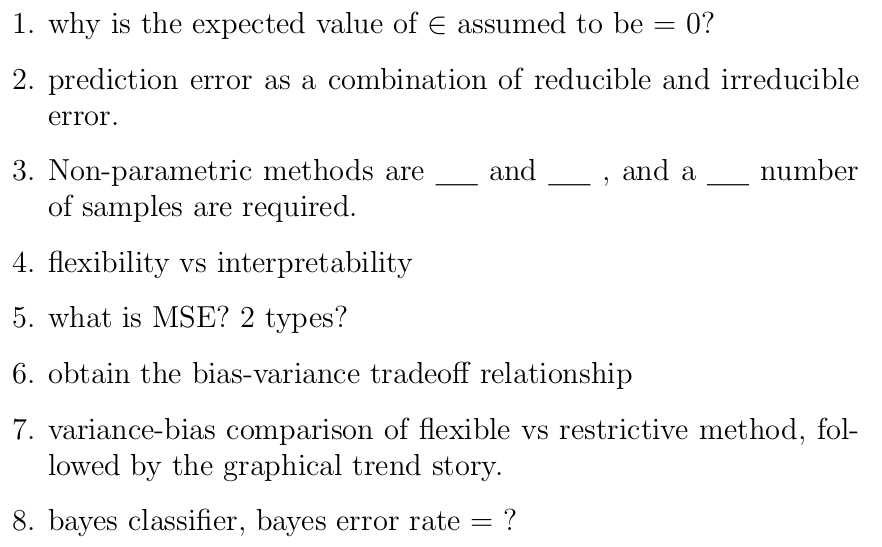 1. why is the expected value of ∈ assumed to be = 0?
2. prediction error as a combination of reducible and irreducible
error.
3. Non-parametric methods are ___ and ___ , and a ___ number
of samples are required.
4. flexibility vs interpretability
5. what is MSE? 2 types?
6. obtain the bias-variance tradeoff relationship
7. variance-bias comparison of flexible vs restrictive method, fol-
lowed by the graphical trend story.
8. bayes classifier, bayes error rate = ?